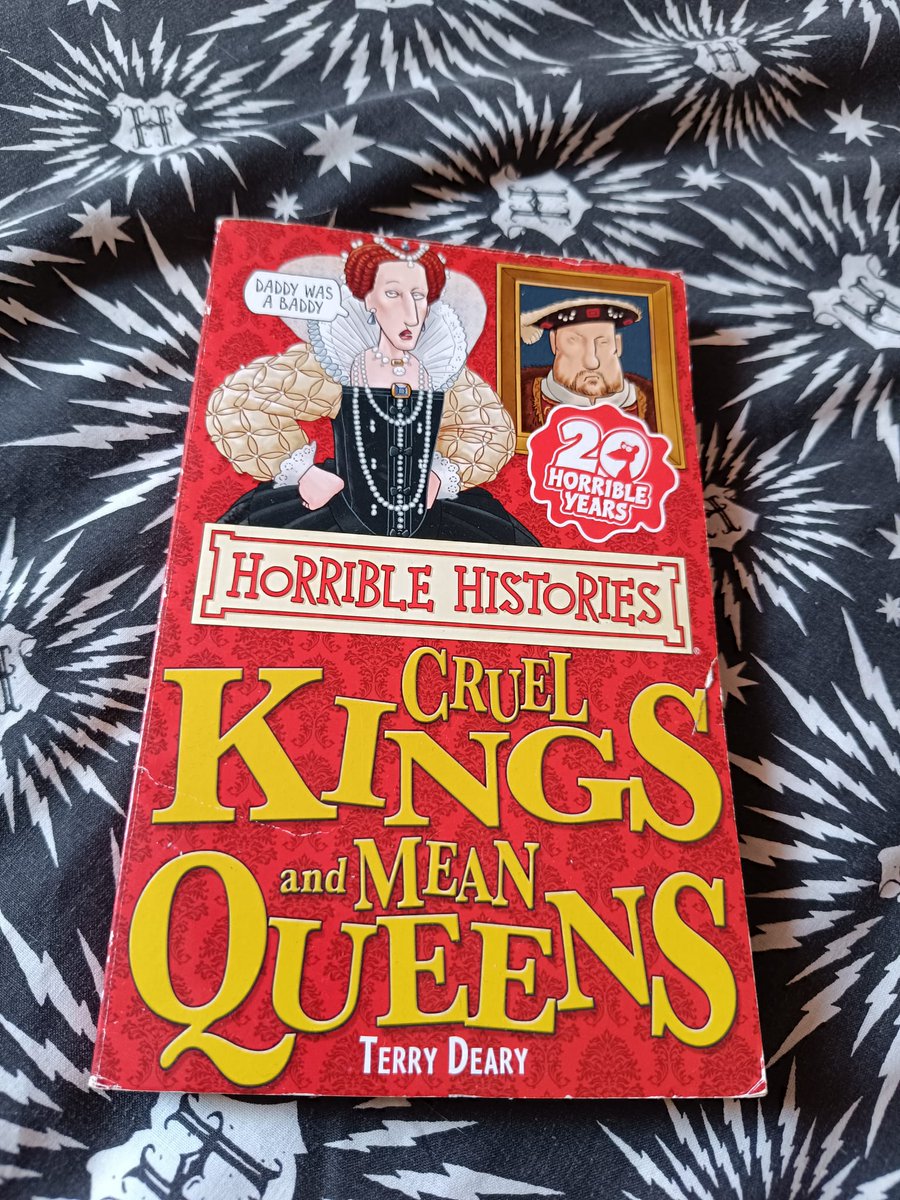 DADDY WAS
A BADDY
20
HORRIBLE
YEARS
HORRIBLE HISTORIES
®
CRUEL
KINGS
and MEAN
QUEENS
TERRY DEARY
H
H
H
H